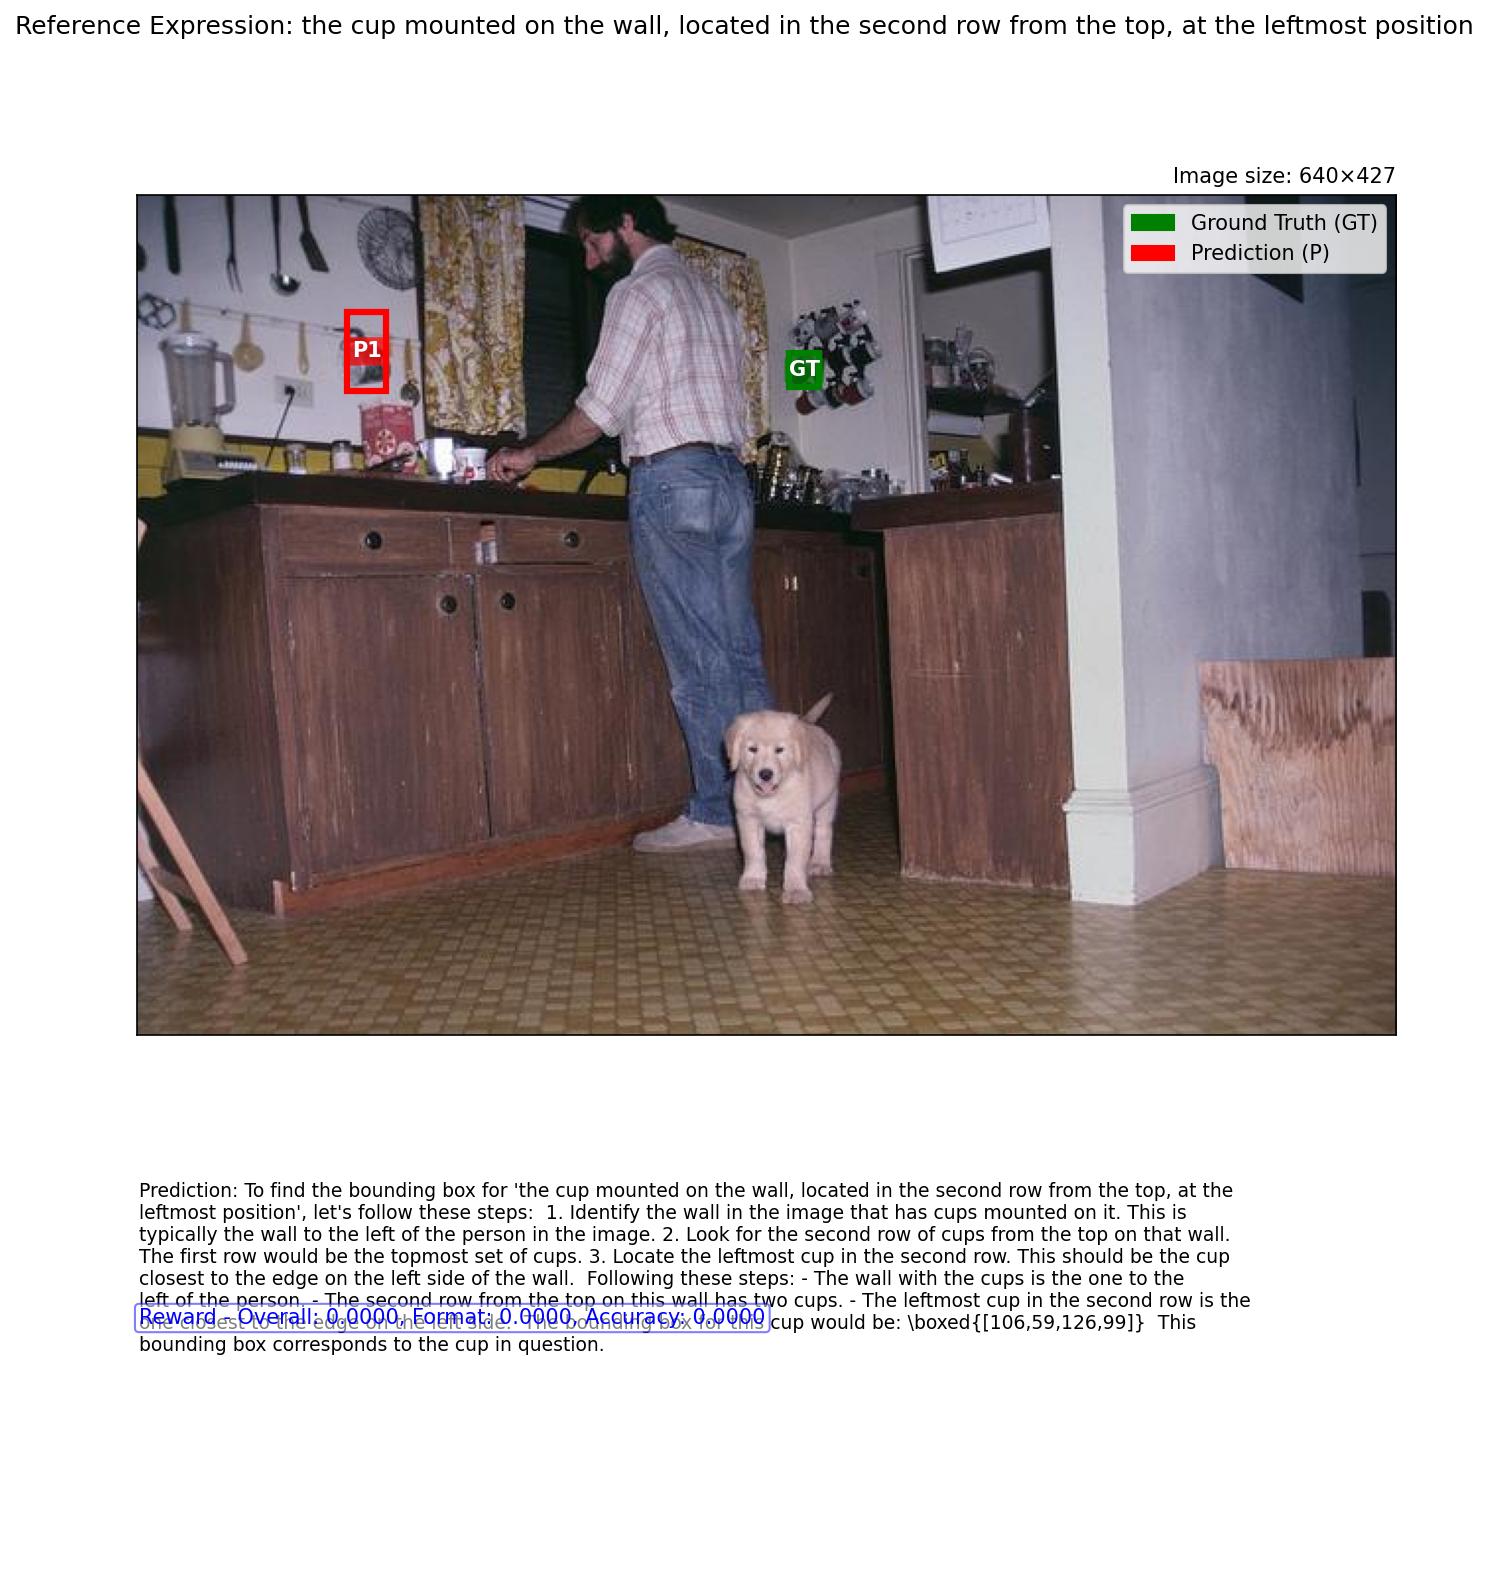 Reference Expression: the cup mounted on the wall, located in the second row from the top, at the leftmost position
Image size: 640×427
Ground Truth (GT)
Prediction (P)
P1
GT
Prediction: To find the bounding box for 'the cup mounted on the wall, located in the second row from the top, at the
leftmost position', let's follow these steps:  1. Identify the wall in the image that has cups mounted on it. This is
typically the wall to the left of the person in the image. 2. Look for the second row of cups from the top on that wall.
The first row would be the topmost set of cups. 3. Locate the leftmost cup in the second row. This should be the cup
closest to the edge on the left side of the wall.  Following these steps: - The wall with the cups is the one to the
left of the person. - The second row from the top on this wall has two cups. - The leftmost cup in the second row is the
Reward - Overall: 0.0000, Format: 0.0000, Accuracy: 0.0000
one closest to the edge on the left side.  The bounding box for this cup would be: \boxed{[106,59,126,99]}  This
bounding box corresponds to the cup in question.